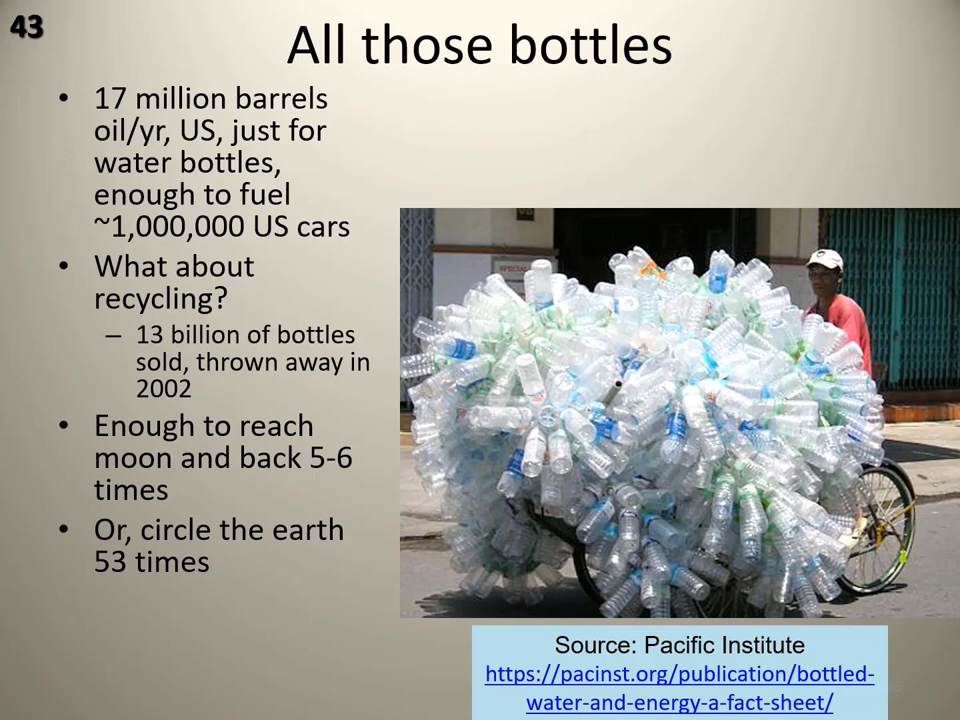 43
All those bottles
• 17 million barrels
oil/yr, US, just for
water bottles,
enough to fuel
~1,000,000 US cars
• What about
recycling?
– 13 billion of bottles
sold, thrown away in
2002
• Enough to reach
moon and back 5-6
times
• Or, circle the earth
53 times
SPECIAL
Source: Pacific Institute
https://pacinst.org/publication/bottled-
water-and-energy-a-fact-sheet/